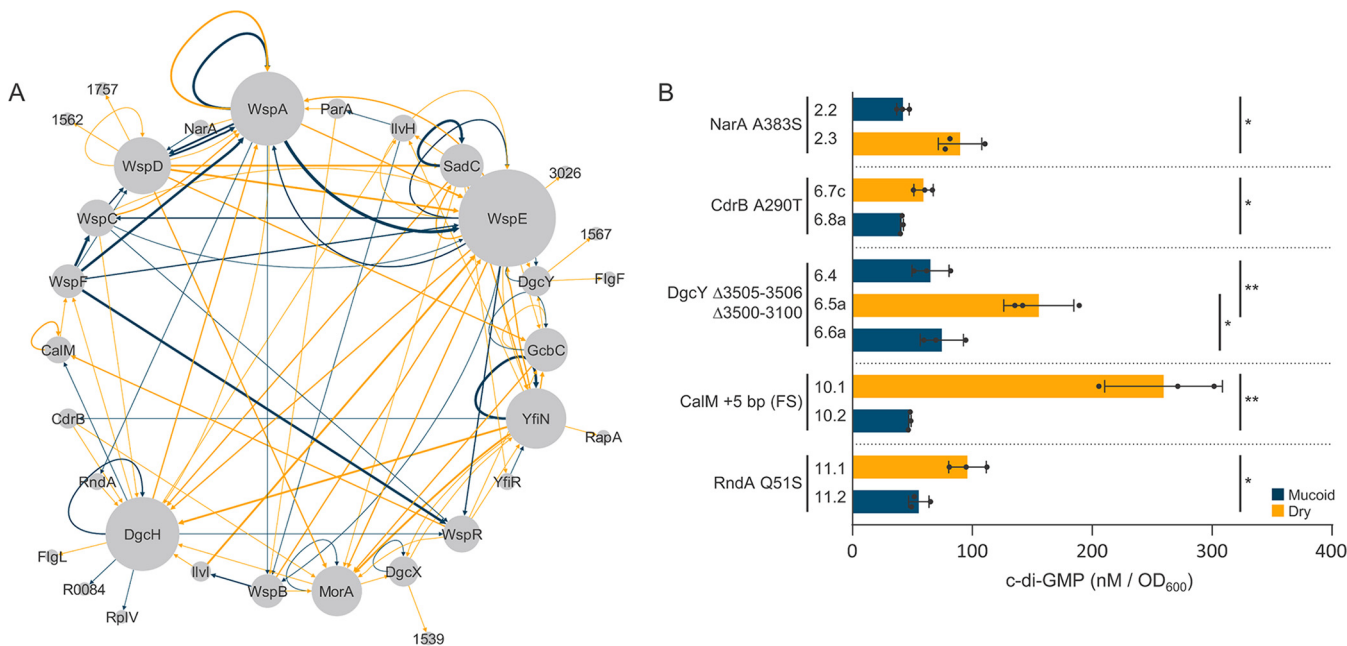 A
1757
1562
NarA
WspA
ParA
IlvH
WspD
SadC
3026
WspE
WspC
1567
DgcY
FlgF
WspF
GcbC
CalM
YfiN
CdrB
RapA
RndA
YfiR
DgcH
WspR
FlgL
IlvI
DgcX
R0084
WspB
MorA
RplV
1539
B
NarA A383S
2.2
2.3
*
CdrB A290T
6.7c
6.8a
*
DgcY Δ3505-3506
Δ3500-3100
6.4
6.5a
6.6a
**
*
CalM +5 bp (FS)
10.1
10.2
**
RndA Q51S
11.1
11.2
*
Mucoid
Dry
0 100 200 300 400
c-di-GMP (nM / OD600)